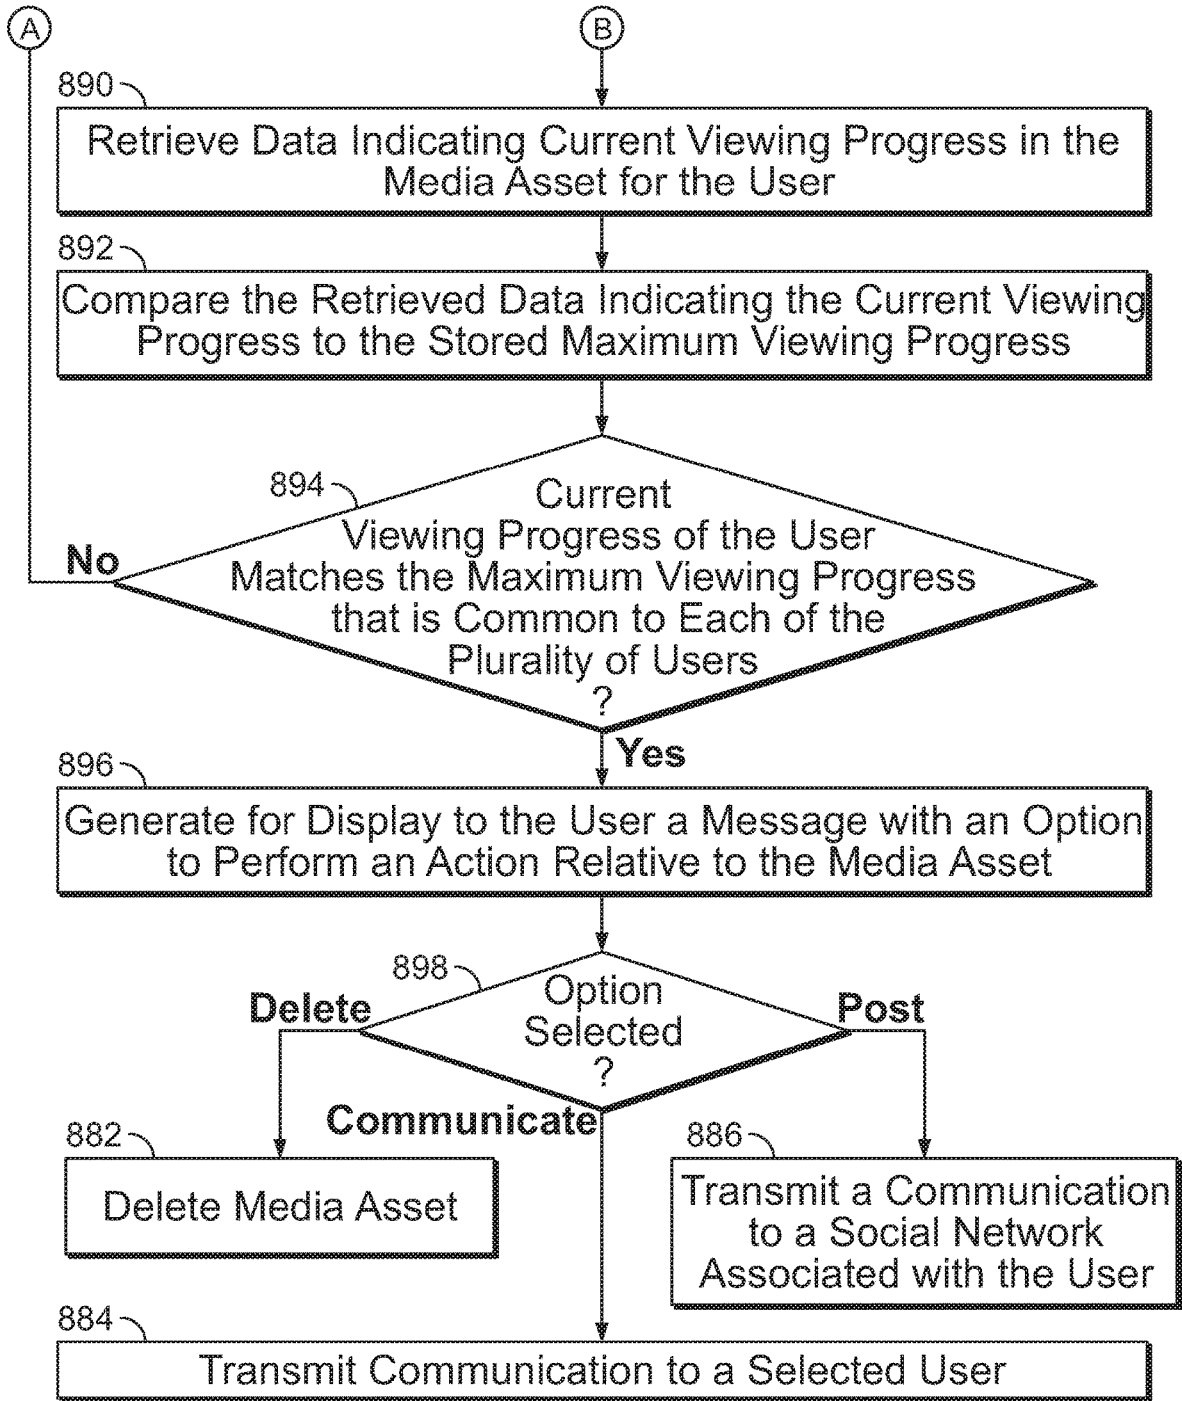 A
B
890
Retrieve Data Indicating Current Viewing Progress in the
Media Asset for the User
892
Compare the Retrieved Data Indicating the Current Viewing
Progress to the Stored Maximum Viewing Progress
894
Current
Viewing Progress of the User
Matches the Maximum Viewing Progress
that is Common to Each of the
Plurality of Users
?
No
Yes
896
Generate for Display to the User a Message with an Option
to Perform an Action Relative to the Media Asset
898
Option
Selected
?
Delete
Post
Communicate
882
Delete Media Asset
886
Transmit a Communication
to a Social Network
Associated with the User
884
Transmit Communication to a Selected User